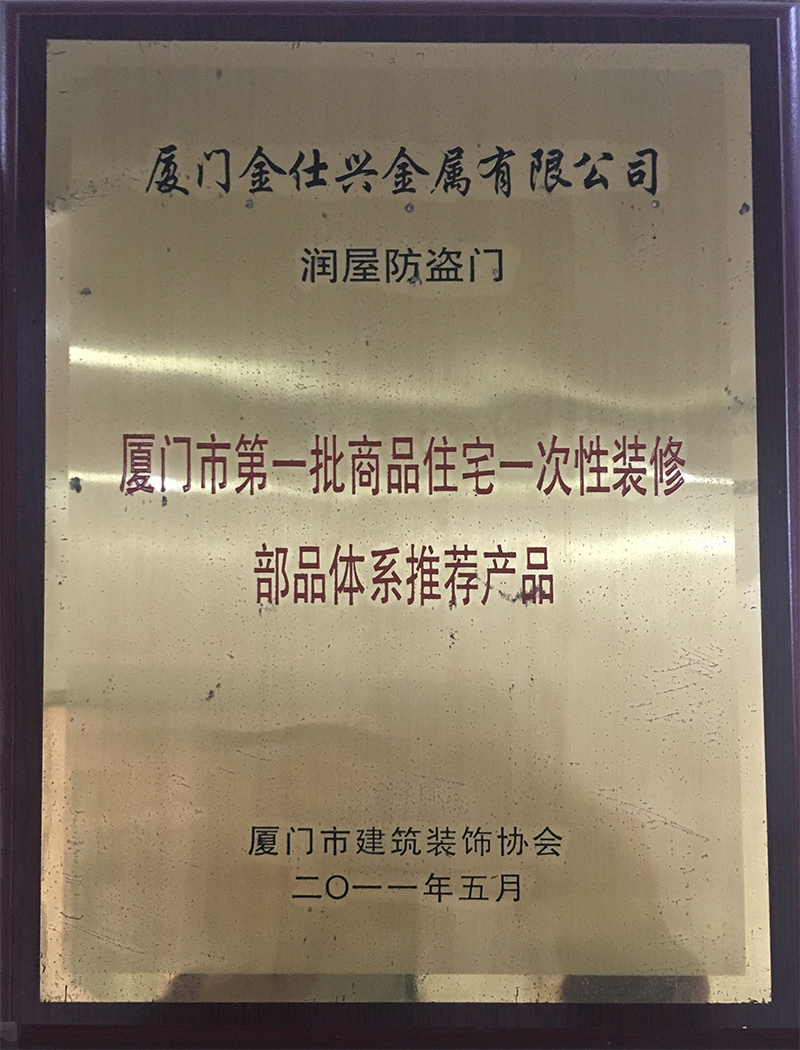 厦门金仕兴金属有限公司
润屋防盗门
厦门市第一批商品住宅一次性装修
部品体系推荐产品
厦门市建筑装饰协会
二〇一一年五月